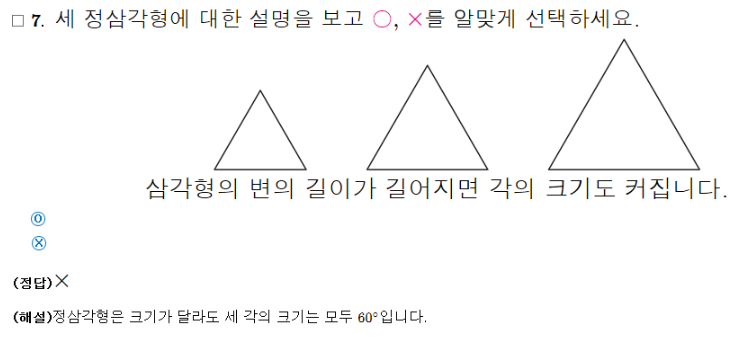 □ 7. 세 정삼각형에 대한 설명을 보고 ○, ×를 알맞게 선택하세요.
삼각형의 변의 길이가 길어지면 각의 크기도 커집니다.
ⓞ
ⓧ
(정답)×
(해설)정삼각형은 크기가 달라도 세 각의 크기는 모두 60°입니다.